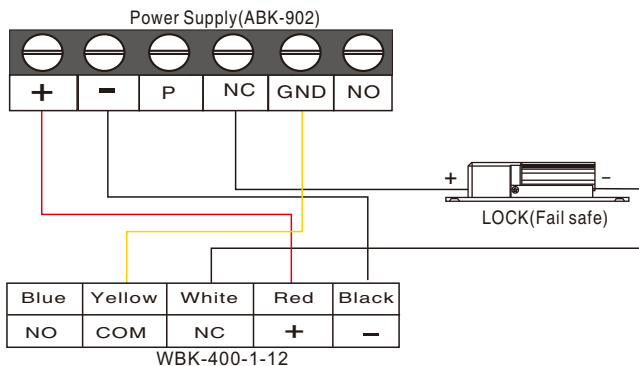 Power Supply(ABK-902)
+ - P NC GND NO
+ -
LOCK(Fail safe)
Blue Yellow White Red Black
NO COM NC + -
WBK-400-1-12